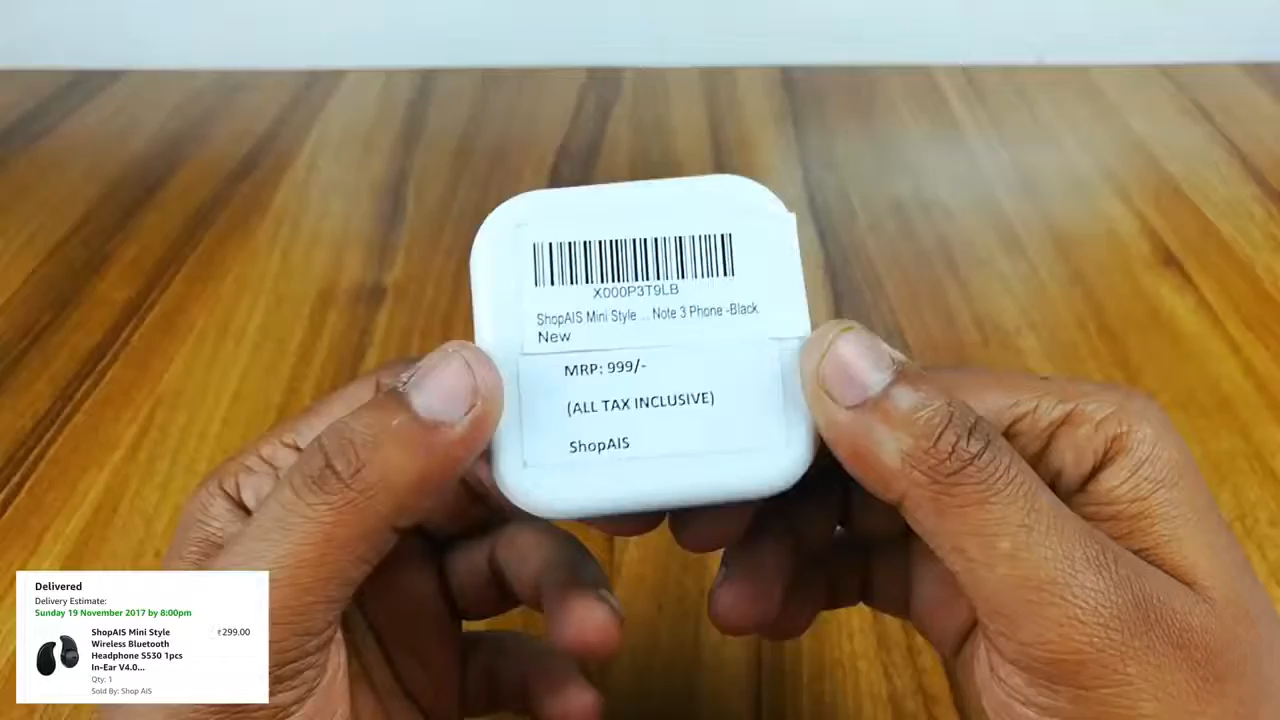 X000P3T9LB
ShopAIS Mini Style ... Note 3 Phone -Black
New
MRP: 999/-
(ALL TAX INCLUSIVE)
ShopAIS
Delivered
Delivery Estimate:
Sunday 19 November 2017 by 8:00pm
ShopAIS Mini Style ₹299.00
Wireless Bluetooth
Headphone S530 1pcs
In-Ear V4.0...
Qty: 1
Sold By: Shop AIS